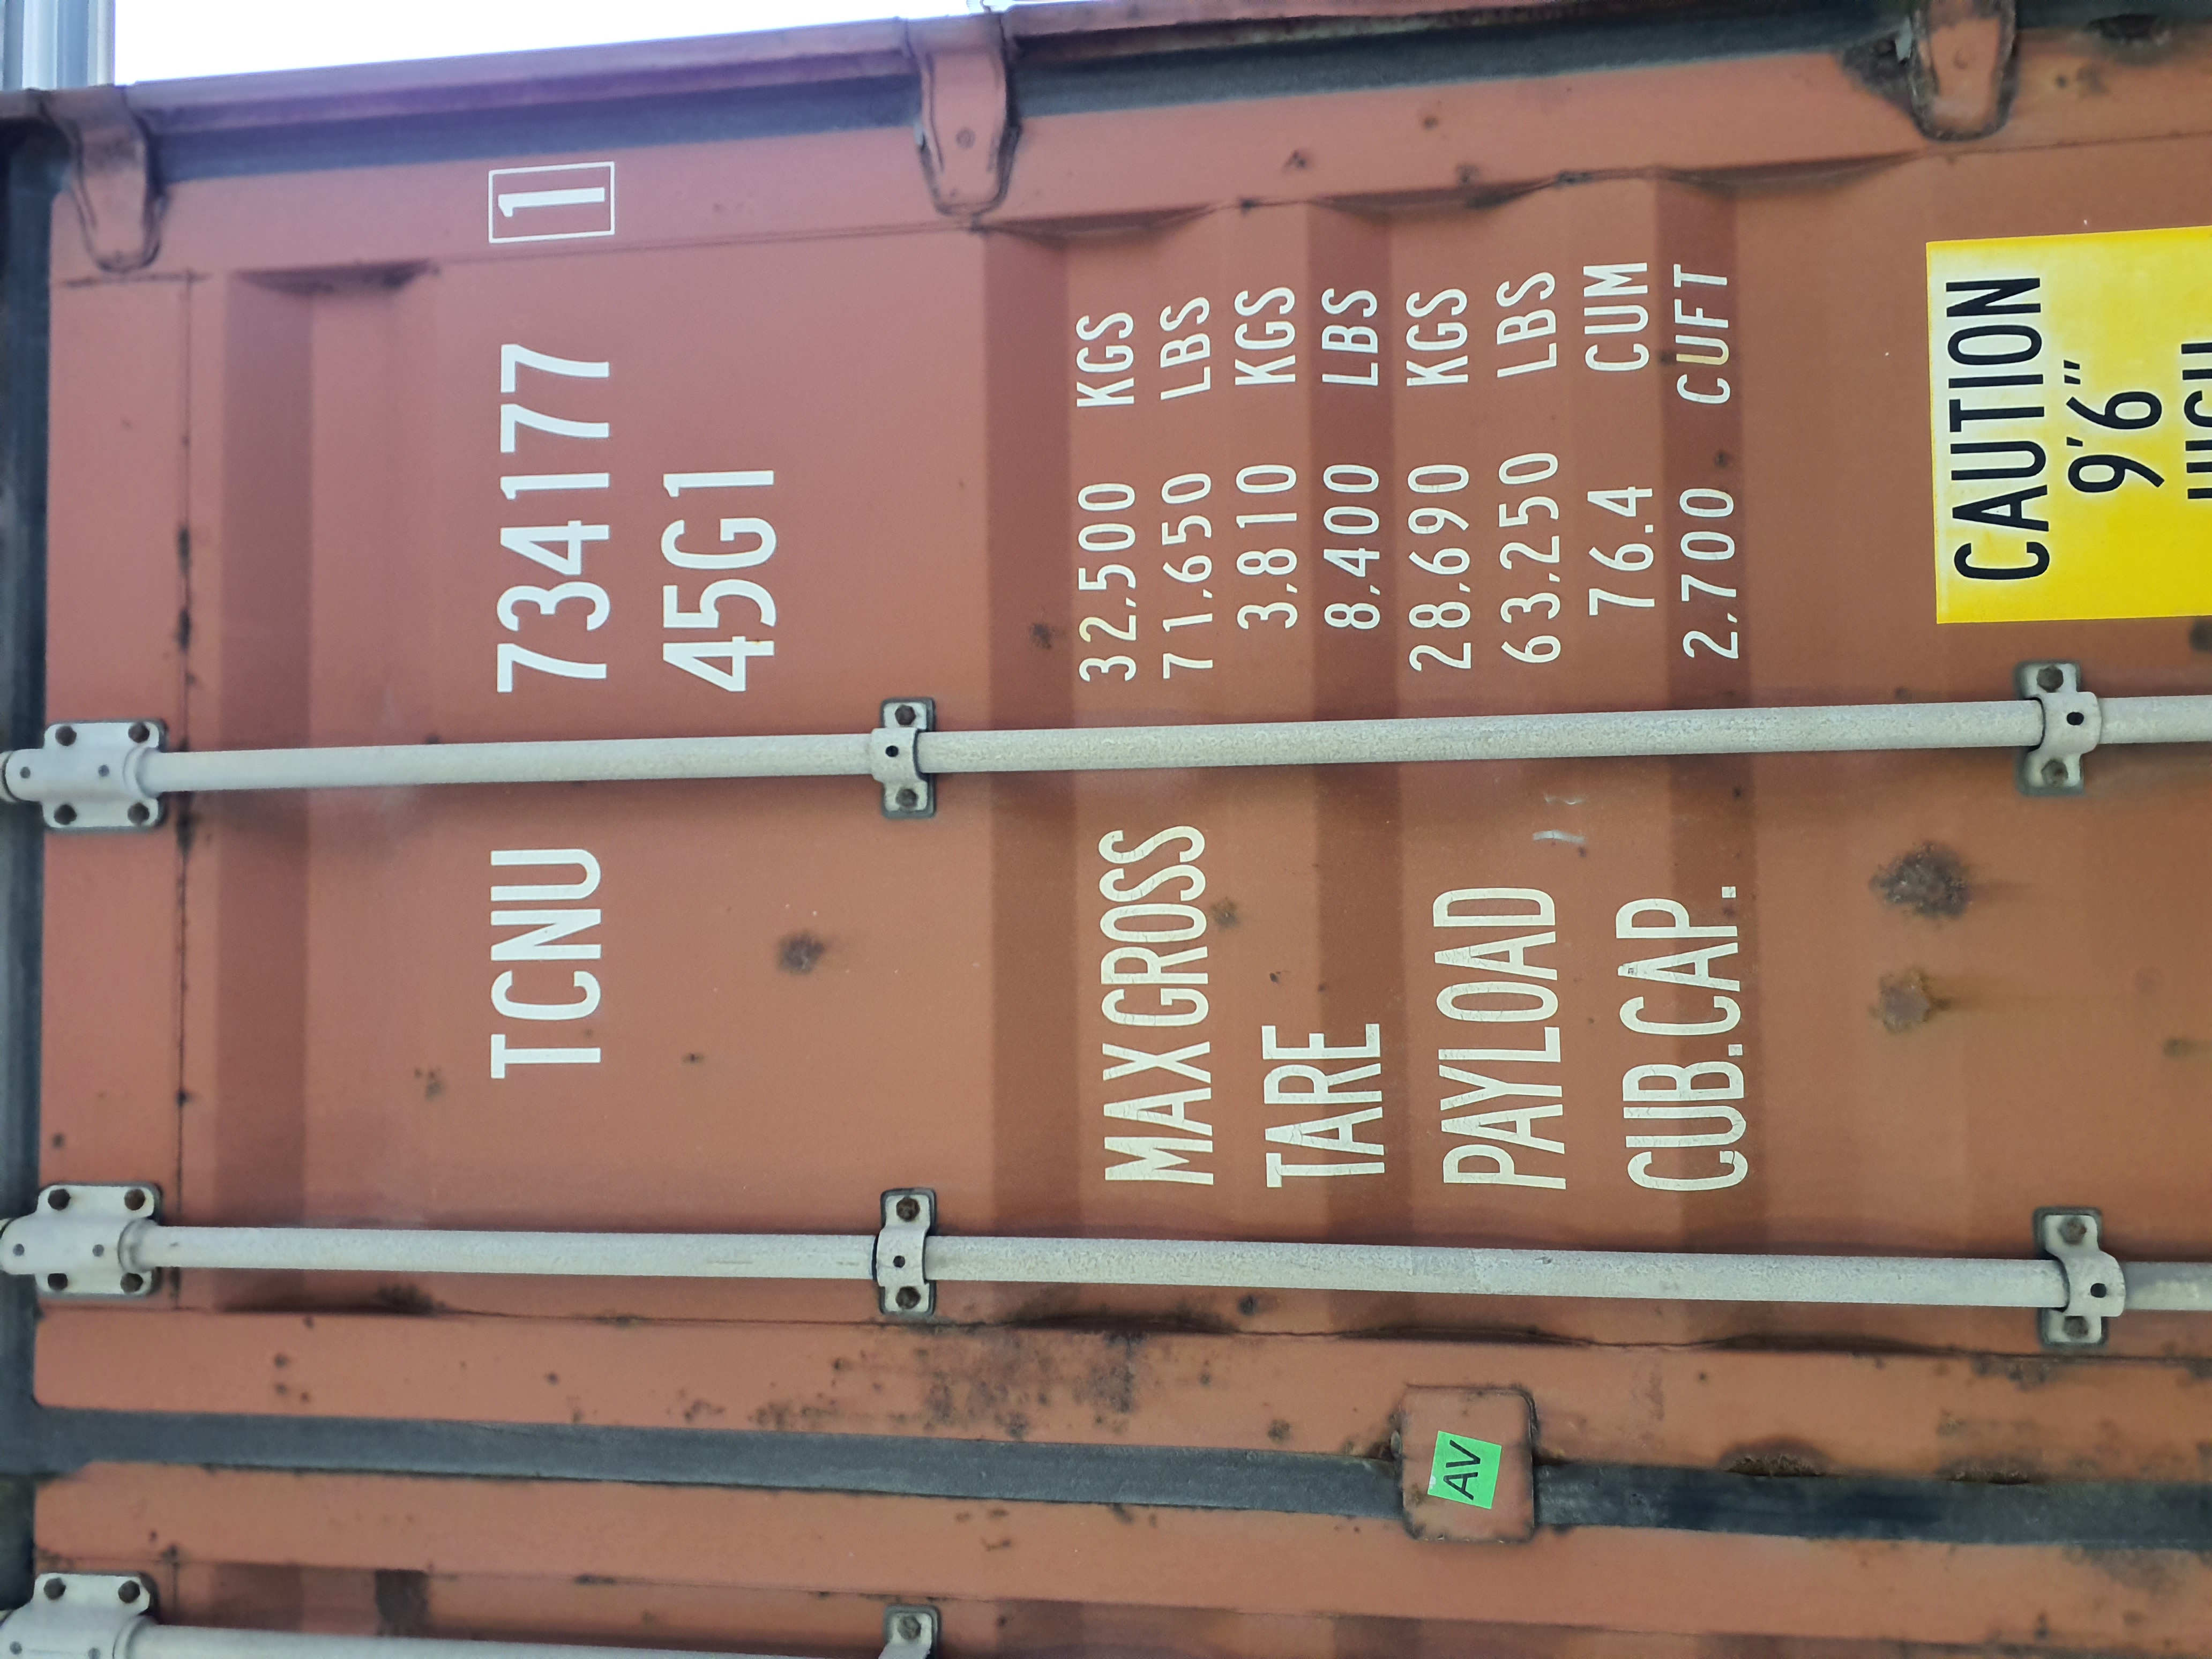 TCNU 734177 1
45G1
MAX GROSS 32,500 KGS
71,650 LBS
TARE 3,810 KGS
8,400 LBS
PAYLOAD 28,690 KGS
63,250 LBS
CUB.CAP. 76.4 CUM
2,700 CUFT
CAUTION
9'6"
AV